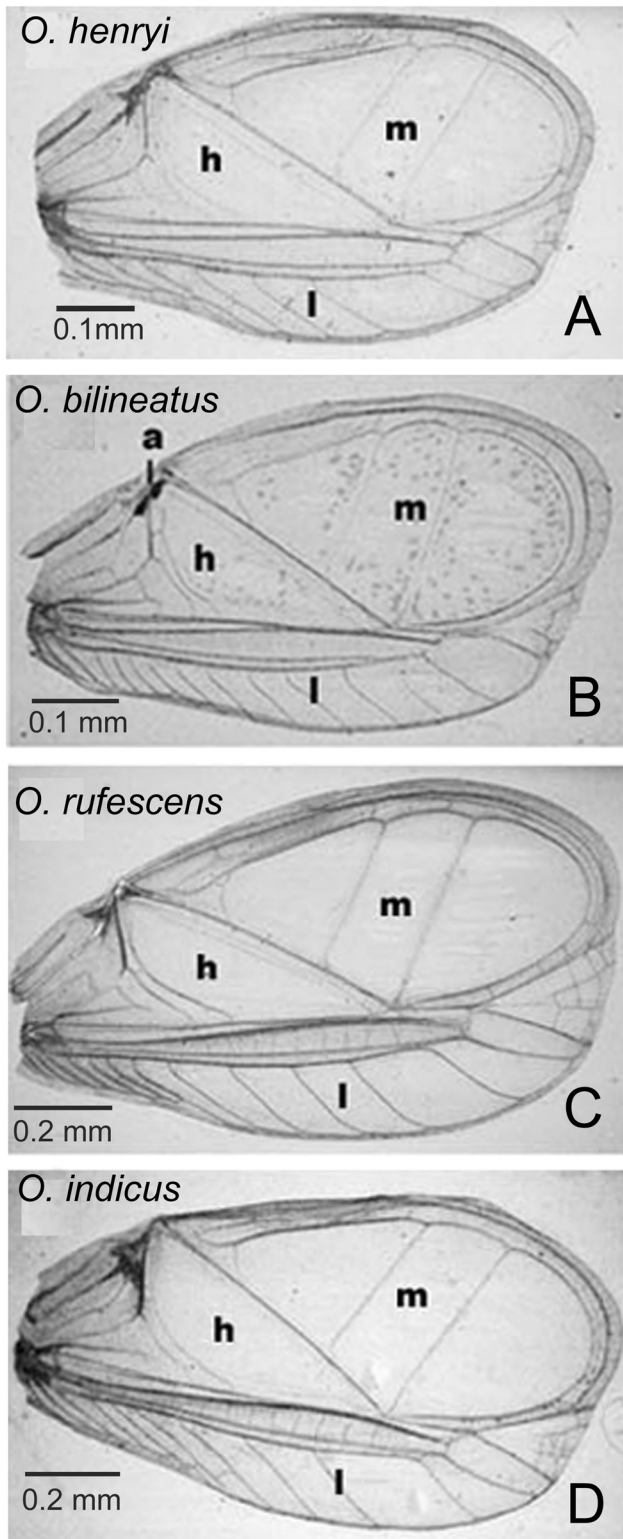 O. henryi
h
m
l
0.1mm
A
O. bilineatus
a
h
m
l
0.1 mm
B
O. rufescens
h
m
l
0.2 mm
C
O. indicus
h
m
l
0.2 mm
D